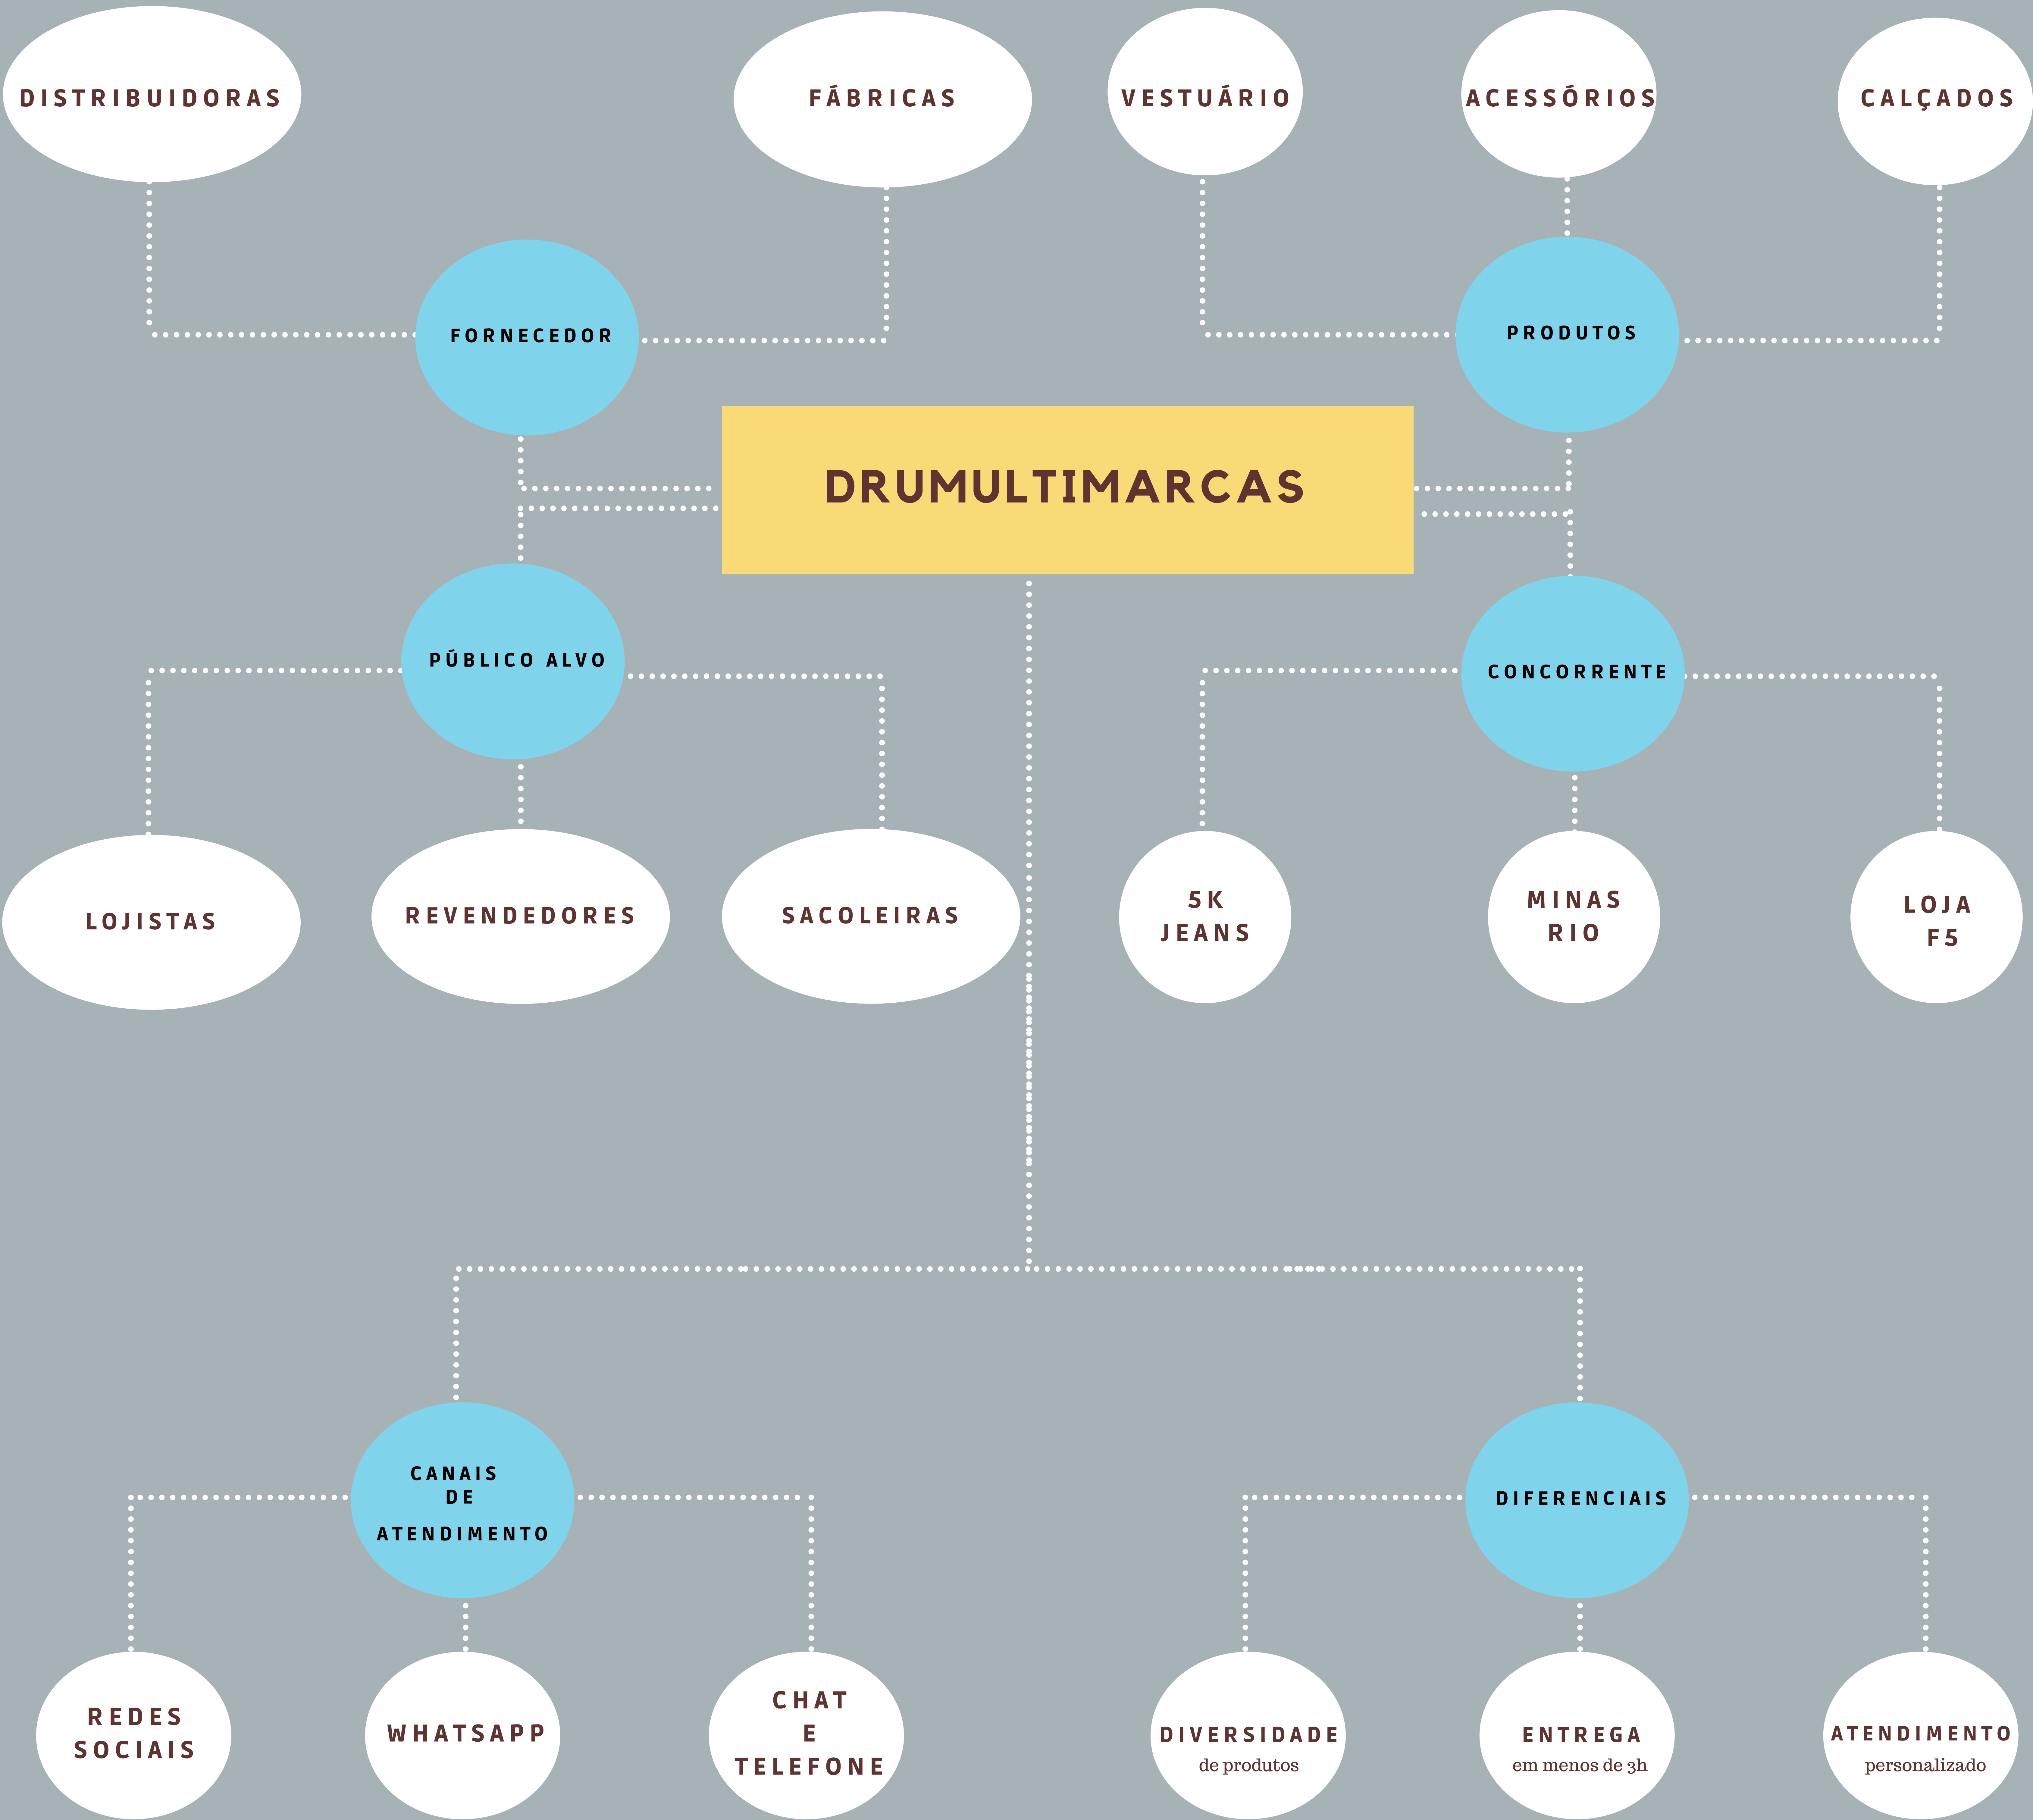 DISTRIBUIDORAS
FÁBRICAS
VESTUÁRIO
ACESSÓRIOS
CALÇADOS
FORNECEDOR
PRODUTOS
DRUMULTIMARCAS
PÚBLICO ALVO
CONCORRENTE
LOJISTAS
REVENDEDORES
SACOLEIRAS
5K
JEANS
MINAS
RIO
LOJA
F5
CANAIS
DE
ATENDIMENTO
DIFERENCIAIS
REDES
SOCIAIS
WHATSAPP
CHAT
E
TELEFONE
DIVERSIDADE
de produtos
ENTREGA
em menos de 3h
ATENDIMENTO
personalizado